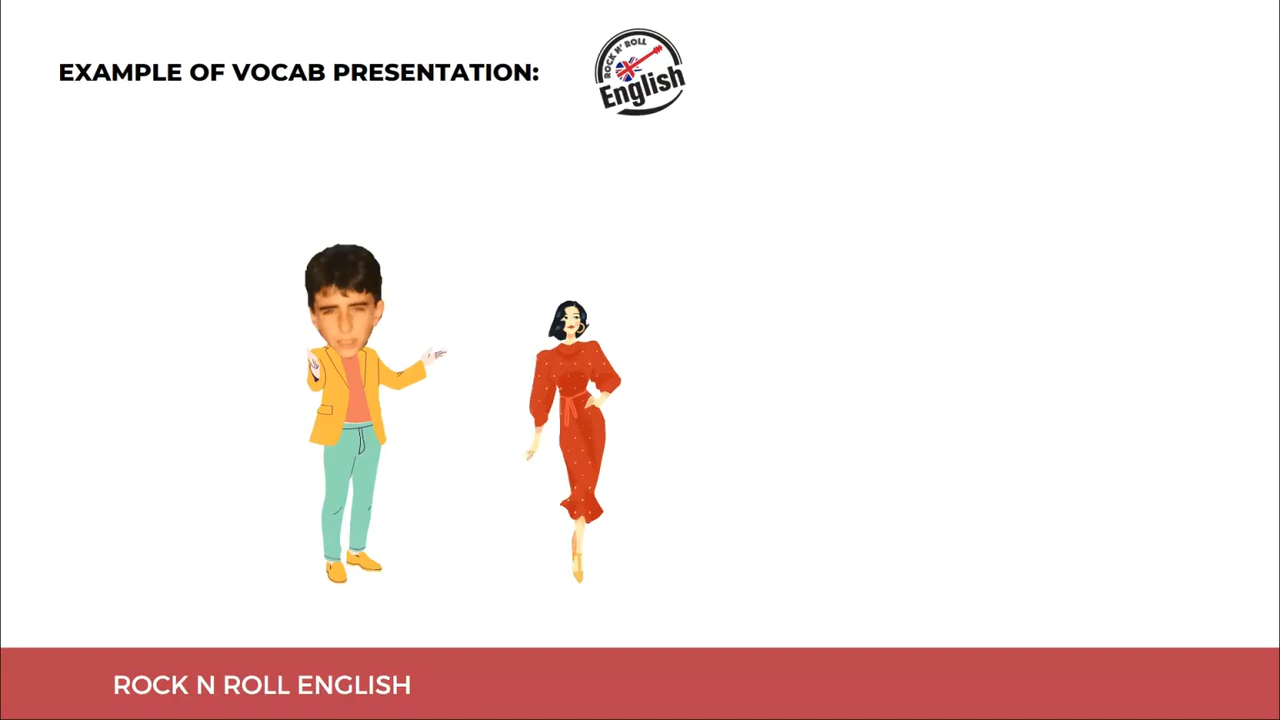 EXAMPLE OF VOCAB PRESENTATION:
ROCK N' ROLL
English
ROCK N ROLL ENGLISH